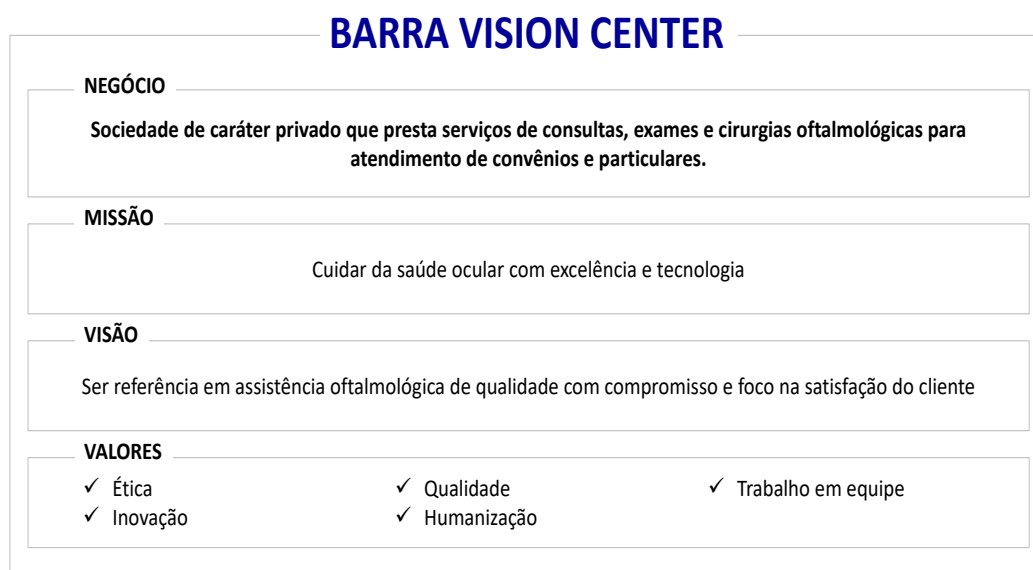 BARRA VISION CENTER
NEGÓCIO
Sociedade de caráter privado que presta serviços de consultas, exames e cirurgias oftalmológicas para
atendimento de convênios e particulares.
MISSÃO
Cuidar da saúde ocular com excelência e tecnologia
VISÃO
Ser referência em assistência oftalmológica de qualidade com compromisso e foco na satisfação do cliente
VALORES
✓ Ética
✓ Inovação
✓ Qualidade
✓ Humanização
✓ Trabalho em equipe